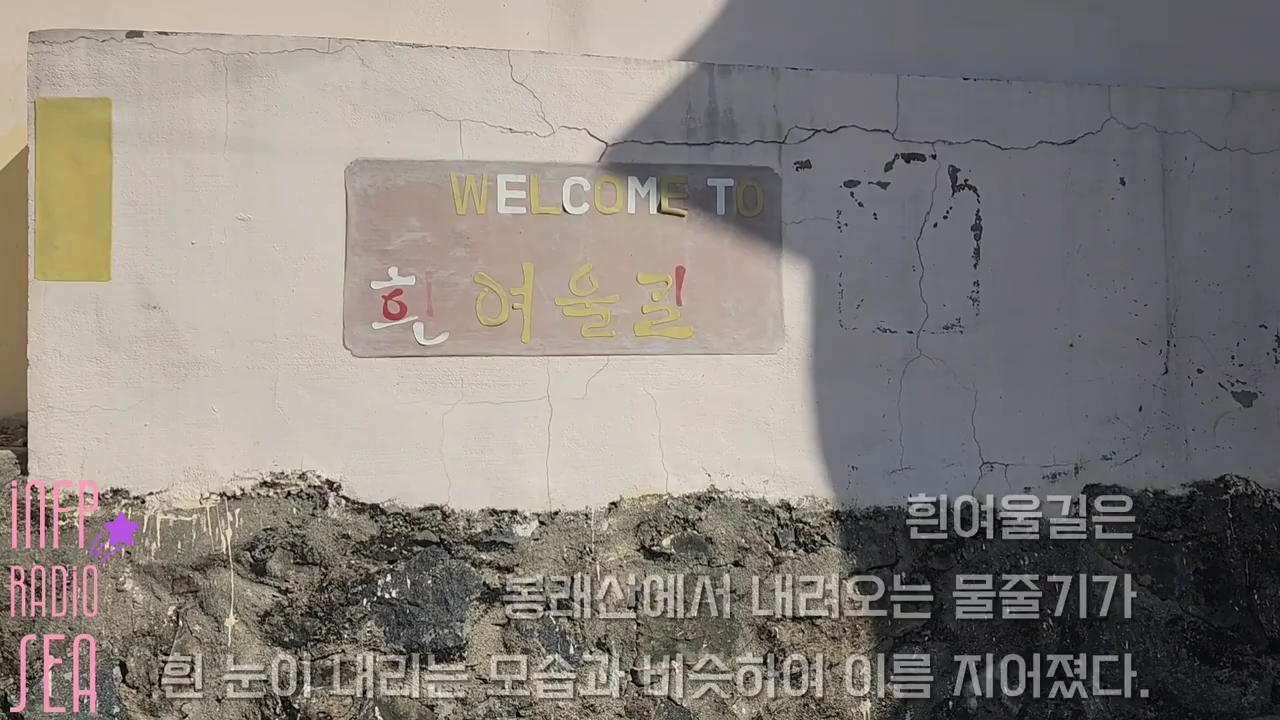 WELCOME TO
흰여울길
INFP
RADIO
SEA
흰여울길은
봉래산에서 내려오는 물줄기가
흰 눈이 내리는 모습과 비슷하여 이름 지어졌다.